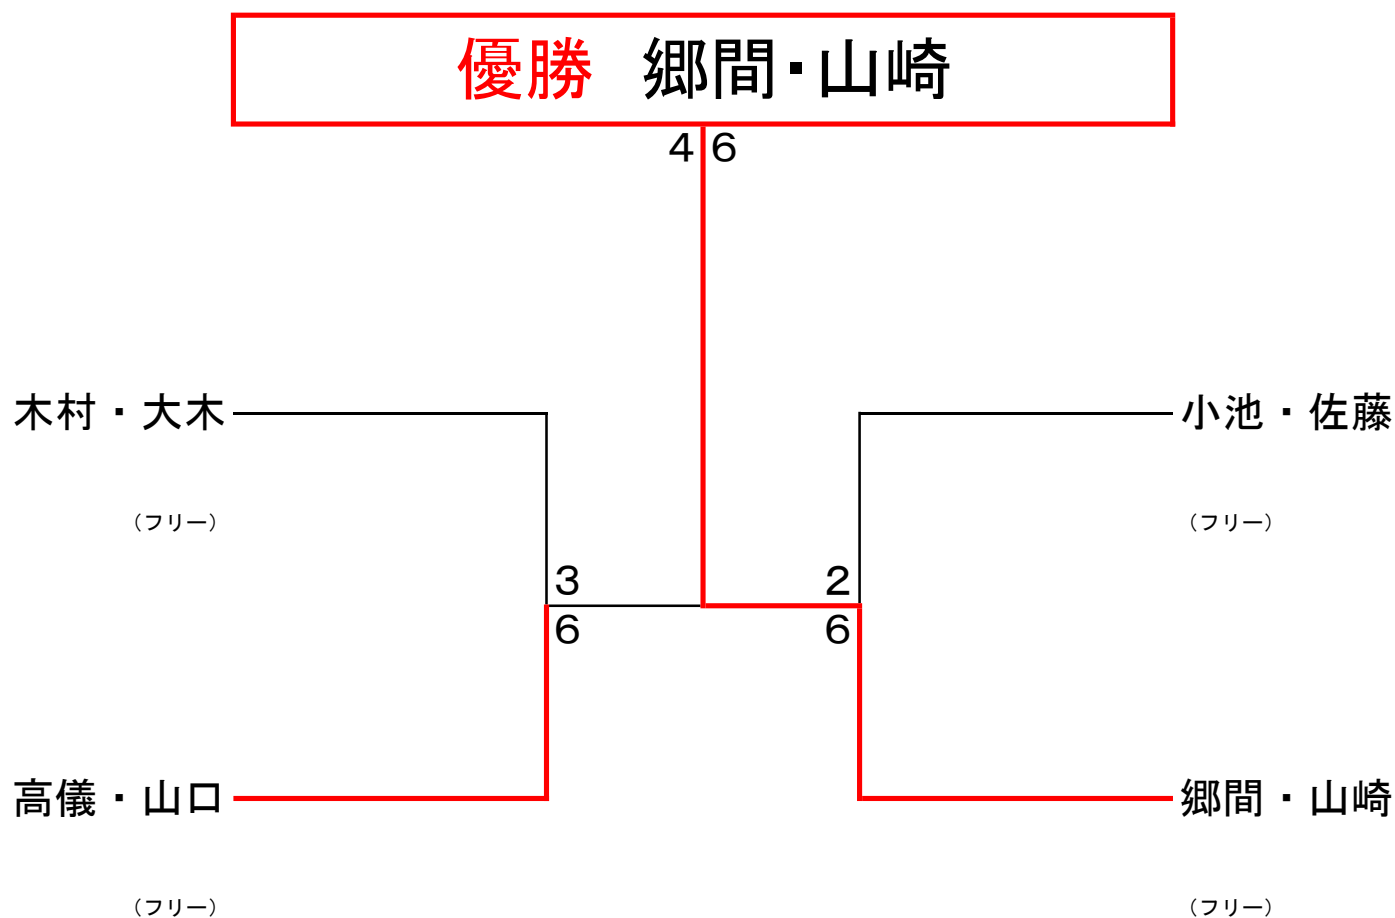 優勝　郷間・山崎
4 6
木村・大木
小池・佐藤
（フリー）
（フリー）
3
2
6
6
高儀・山口
郷間・山崎
（フリー）
（フリー）